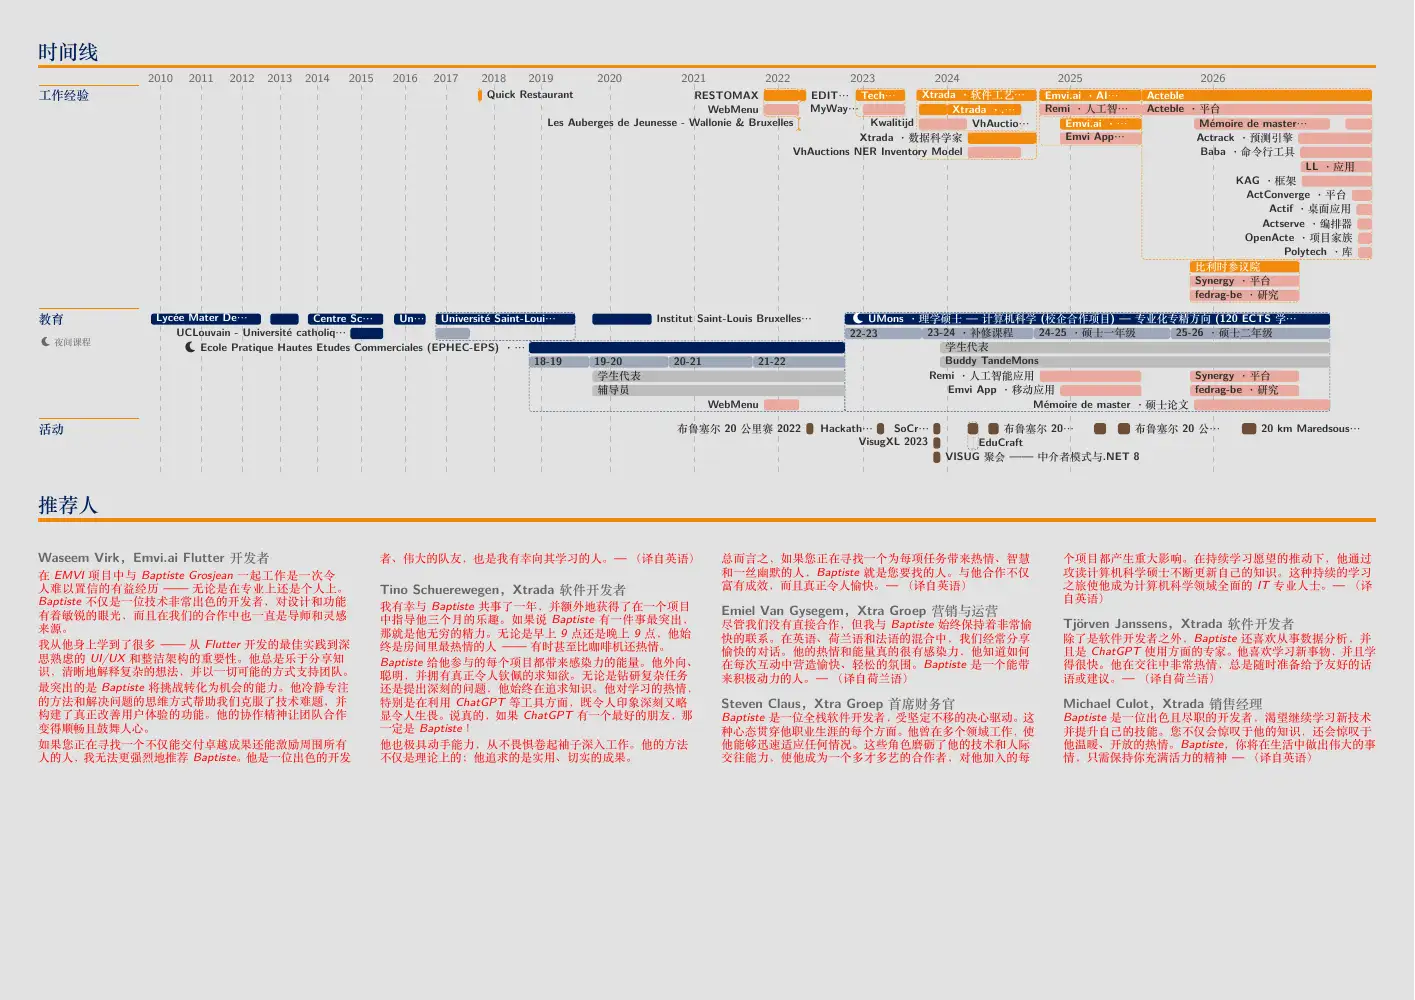 时间线
2010 2011 2012 2013 2014 2015 2016 2017 2018 2019 2020 2021 2022 2023 2024 2025 2026
工作经验
Quick Restaurant
RESTOMAX
EDIT···
Tech···
Xtrada · 软件工艺···
Emvi.ai · AI···
Acteble
WebMenu
MyWay···
Xtrada · ,···
Remi · 人工智···
Acteble · 平台
Les Auberges de Jeunesse - Wallonie & Bruxelles
Kwalitijd
VhAuctio···
Emvi.ai · ···
Mémoire de master···
Xtrada · 数据科学家
Emvi App···
Actrack · 预测引擎
VhAuctions NER Inventory Model
Baba · 命令行工具
LL · 应用
KAG · 框架
ActConverge · 平台
Actif · 桌面应用
Actserve · 编排器
OpenActe · 项目家族
Polytech · 库
比利时参议院
Synergy · 平台
fedrag-be · 研究
教育
Lycée Mater De···
Centre Sc···
Un···
Université Saint-Loui···
Institut Saint-Louis Bruxelles···
UMons · 理学硕士 — 计算机科学 (校企合作项目) — 专业化专精方向 (120 ECTS 学···
UCLouvain - Université catholiq···
22-23
23-24 · 补修课程
24-25 · 硕士一年级
25-26 · 硕士二年级
夜间课程
Ecole Pratique Hautes Etudes Commerciales (EPHEC-EPS) · ···
学生代表
18-19
19-20
20-21
21-22
Buddy TandeMons
学生代表
Remi · 人工智能应用
Synergy · 平台
辅导员
Emvi App · 移动应用
fedrag-be · 研究
WebMenu
Mémoire de master · 硕士论文
活动
布鲁塞尔 20 公里赛 2022
Hackath···
SoCr···
布鲁塞尔 20···
布鲁塞尔 20 公···
20 km Maredsous···
VisugXL 2023
EduCraft
VISUG 聚会 —— 中介者模式与.NET 8
推荐人
Waseem Virk，Emvi.ai Flutter 开发者
在 EMVI 项目中与 Baptiste Grosjean 一起工作是一次令
人难以置信的有益经历 —— 无论是在专业上还是个人上。
Baptiste 不仅是一位技术非常出色的开发者，对设计和功能
有着敏锐的眼光，而且在我们的合作中也一直是导师和灵感
来源。
我从他身上学到了很多 —— 从 Flutter 开发的最佳实践到深
思熟虑的 UI/UX 和整洁架构的重要性。他总是乐于分享知
识，清晰地解释复杂的想法，并以一切可能的方式支持团队。
最突出的是 Baptiste 将挑战转化为机会的能力。他冷静专注
的方法和解决问题的思维方式帮助我们克服了技术难题，并
构建了真正改善用户体验的功能。他的协作精神让团队合作
变得顺畅且鼓舞人心。
如果您正在寻找一个不仅能交付卓越成果还能激励周围所有
人的人，我无法更强烈地推荐 Baptiste。他是一位出色的开发
者、伟大的队友，也是我有幸向其学习的人。—（译自英语）
Tino Schuerewegen，Xtrada 软件开发者
我有幸与 Baptiste 共事了一年，并额外地获得了在一个项目
中指导他三个月的乐趣。如果说 Baptiste 有一件事最突出，
那就是他无穷的精力。无论是早上 9 点还是晚上 9 点，他始
终是房间里最热情的人 —— 有时甚至比咖啡机还热情。
Baptiste 给他参与的每个项目都带来感染力的能量。他外向、
聪明，并拥有真正令人钦佩的求知欲。无论是钻研复杂任务
还是提出深刻的问题，他始终在追求知识。他对学习的热情，
特别是在利用 ChatGPT 等工具方面，既令人印象深刻又略
显令人生畏。说真的，如果 ChatGPT 有一个最好的朋友，那
一定是 Baptiste！
他也极具动手能力，从不畏惧卷起袖子深入工作。他的方法
不仅是理论上的；他追求的是实用、切实的成果。
总而言之，如果您正在寻找一个为每项任务带来热情、智慧
和一丝幽默的人，Baptiste 就是您要找的人。与他合作不仅
富有成效，而且真正令人愉快。—（译自英语）
Emiel Van Gysegem，Xtra Groep 营销与运营
尽管我们没有直接合作，但我与 Baptiste 始终保持着非常愉
快的联系。在英语、荷兰语和法语的混合中，我们经常分享
愉快的对话。他的热情和能量真的很有感染力，他知道如何
在每次互动中营造愉快、轻松的氛围。Baptiste 是一个能带
来积极动力的人。—（译自荷兰语）
Steven Claus，Xtra Groep 首席财务官
Baptiste 是一位全栈软件开发者，受坚定不移的决心驱动。这
种心态贯穿他职业生涯的每个方面。他曾在多个领域工作，使
他能够迅速适应任何情况。这些角色磨砺了他的技术和人际
交往能力，使他成为一个多才多艺的合作者，对他加入的每
个项目都产生重大影响。在持续学习愿望的推动下，他通过
攻读计算机科学硕士不断更新自己的知识。这种持续的学习
之旅使他成为计算机科学领域全面的 IT 专业人士。—（译
自英语）
Tjörven Janssens，Xtrada 软件开发者
除了是软件开发者之外，Baptiste 还喜欢从事数据分析，并
且是 ChatGPT 使用方面的专家。他喜欢学习新事物，并且学
得很快。他在交往中非常热情，总是随时准备给予友好的话
语或建议。—（译自荷兰语）
Michael Culot，Xtrada 销售经理
Baptiste 是一位出色且尽职的开发者，渴望继续学习新技术
并提升自己的技能。您不仅会惊叹于他的知识，还会惊叹于
他温暖、开放的热情。Baptiste，你将在生活中做出伟大的事
情，只需保持你充满活力的精神 —（译自英语）